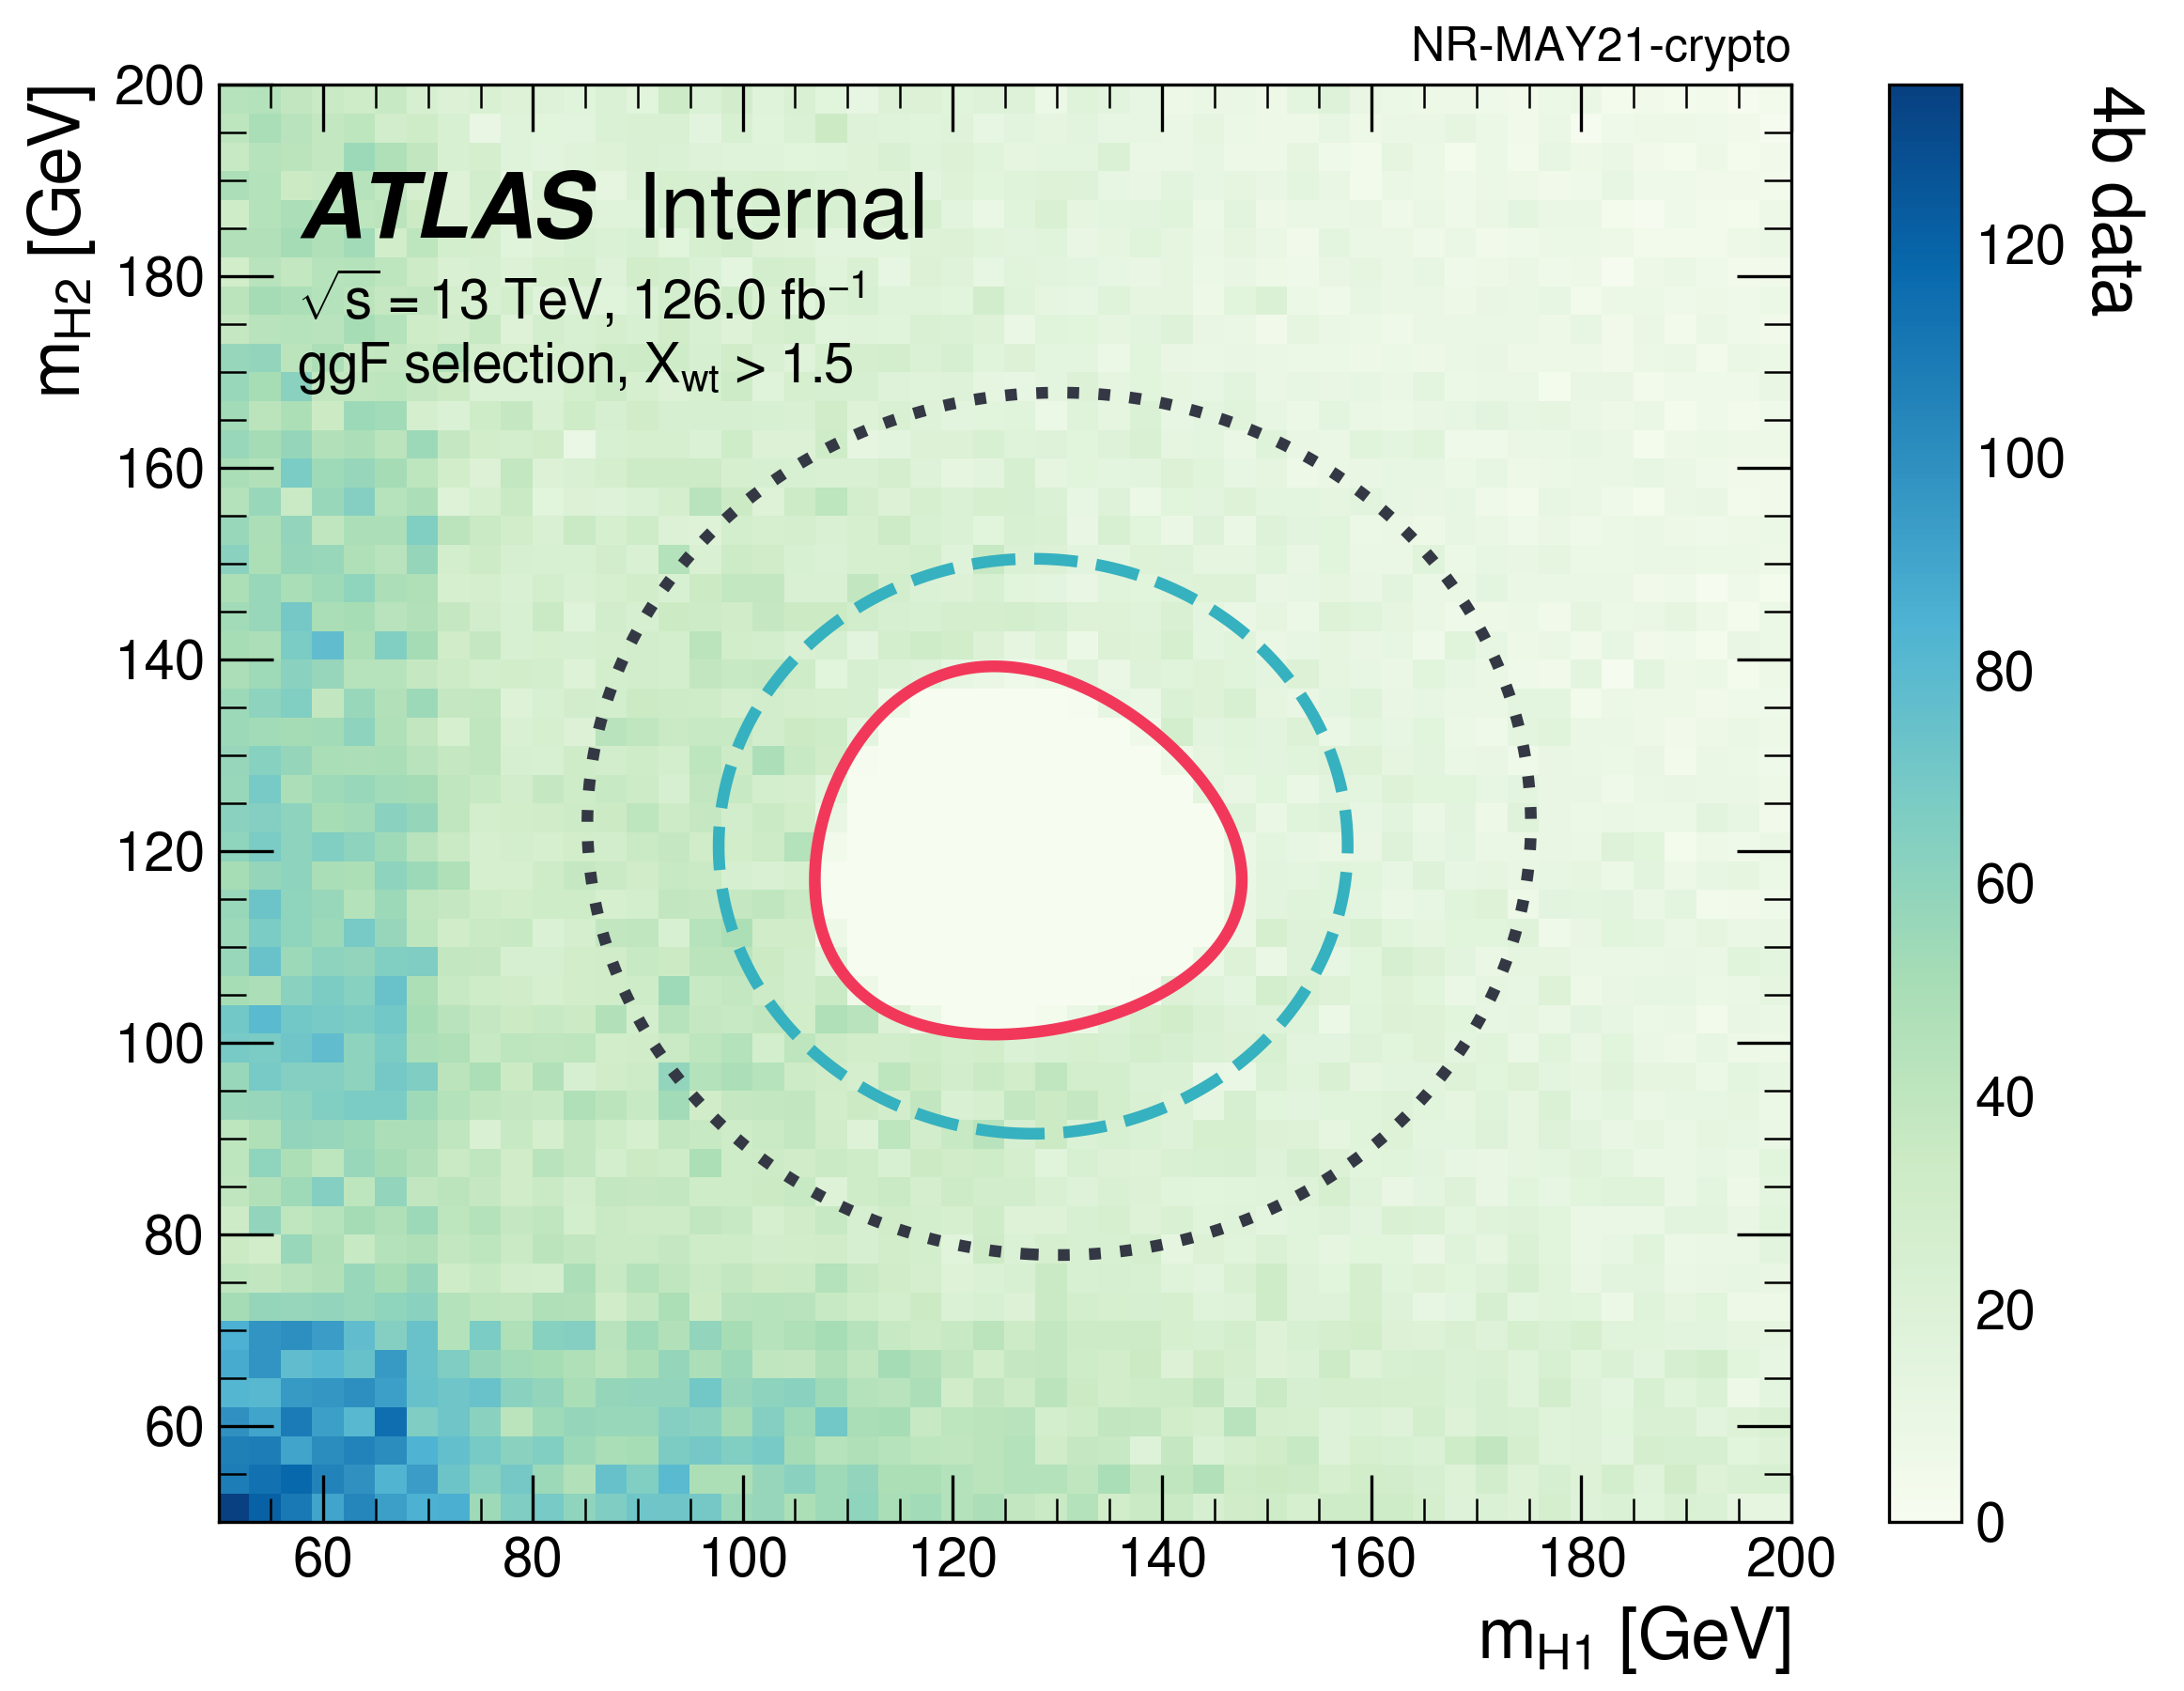 NR-MAY21-crypto
ATLAS Internal
√s = 13 TeV, 126.0 fb⁻¹
ggF selection, X_wt > 1.5
m_H2 [GeV]
200
180
160
140
120
100
80
60
60 80 100 120 140 160 180 200
m_H1 [GeV]
4b data
120
100
80
60
40
20
0